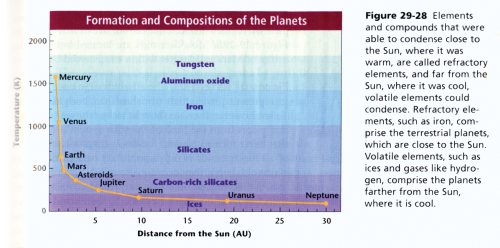 Formation and Compositions of the Planets
2000
1500
1000
500
0
Temperature (K)
Tungsten
Aluminum oxide
Iron
Silicates
Carbon-rich silicates
Ices
Mercury
Venus
Earth
Mars
Asteroids
Jupiter
Saturn
Uranus
Neptune
5
10
15
20
25
30
Distance from the Sun (AU)
Figure 29-28 Elements
and compounds that were
able to condense close to
the Sun, where it was
warm, are called refractory
elements, and far from the
Sun, where it was cool,
volatile elements could
condense. Refractory ele-
ments, such as iron, com-
prise the terrestrial planets,
which are close to the Sun.
Volatile elements, such as
ices and gases like hydro-
gen, comprise the planets
farther from the Sun,
where it is cool.